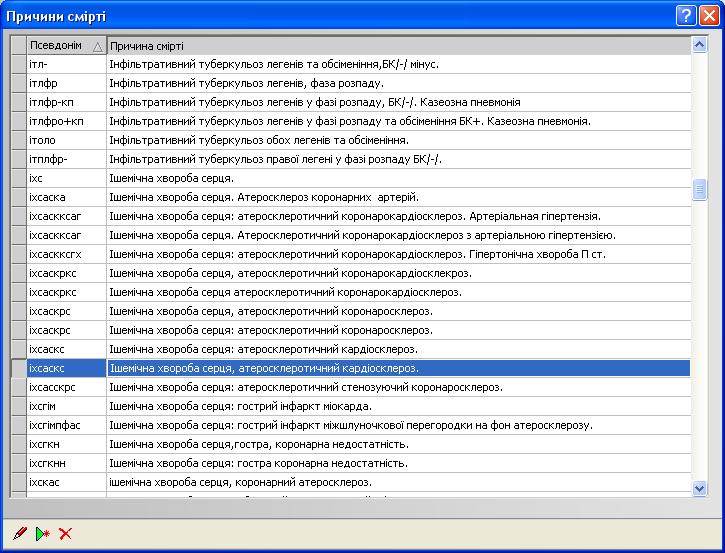 Причини смірті
Псевдонім Причина смірті
ітл- Інфільтративний туберкульоз легенів та обсіменіння,БК/-/ мінус.
ітлфр Інфільтративний туберкульоз легенів, фаза розпаду.
ітлфр-кп Інфільтративний туберкульоз легенів у фазі розпаду, БК/-/. Казеозна пневмонія
ітлфро+кп Інфільтративний туберкульоз легенів у фазі розпаду та обсіменіння БК+. Казеозна пневмонія.
ітоло Інфільтративний туберкульоз обох легенів та обсіменіння.
ітплфр- Інфільтративний туберкульоз правої легені у фазі розпаду БК/-/.
іхс Ішемічна хвороба серця.
іхсаска Ішемічна хвороба серця. Атеросклероз коронарних артерій.
іхсаскксаг Ішемічна хвороба серця: атеросклеротичний коронарокардіосклероз. Артеріальная гіпертензія.
іхсаскксаг Ішемічна хвороба серця. Атеросклеротичний коронарокардіосклероз з артеріальною гіпертензією.
іхсаскксгх Ішемічна хвороба серця: атеросклеротичний коронарокардіосклероз. Гіпертонічна хвороба П ст.
іхсаскркс Ішемічна хвороба серця, атеросклеротичний коронарокардіосклекроз.
іхсаскркс Ішемічна хвороба серця атеросклеротичний коронарокардіосклероз.
іхсаскрс Ішемічна хвороба серця; атеросклеротичний коронаросклероз.
іхсаскрс Ішемічна хвороба серця, атеросклеротичний коронаросклероз.
іхсаскс Ішемічна хвороба серця: атеросклеротичний кардіосклероз.
іхсаскс Ішемічна хвороба серця, атеросклеротичний кардіосклероз.
іхсасскрс Ішемічна хвороба серця: атеросклеротичний стенозуючий коронаросклероз.
іхсгім Ішемічна хвороба серця: гострий інфаркт міокарда.
іхсгімпфас Ішемічна хвороба серця: гострий інфаркт міжшлуночкової перегородки на фон атеросклерозу.
іхсгкн Ішемічна хвороба серця,гостра, коронарна недостатність.
іхсгкнн Ішемічна хвороба серця: гостра коронарна недостатність.
іхскас ішемічна хвороба серця, коронарний атеросклероз.